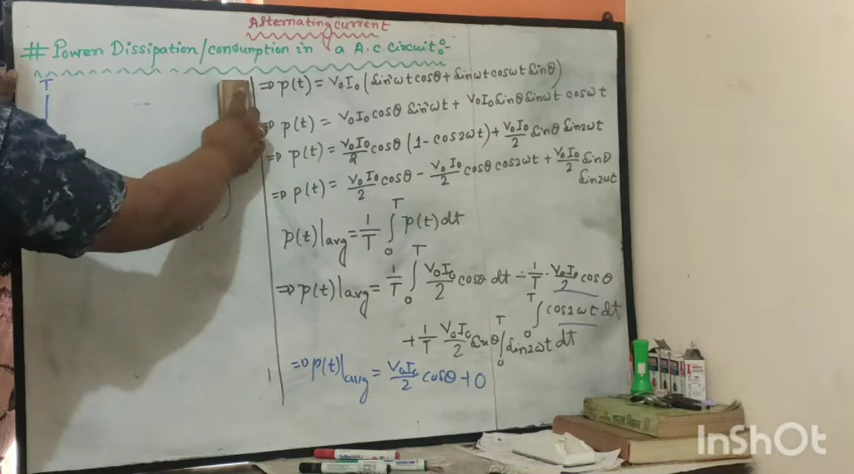 Alternating current
# Power Dissipation/consumption in a A.C circuit:-
⇒ p(t) = V₀I₀ (sin²ωt cosθ + sinωt cosωt sinθ)
⇒ p(t) = V₀I₀ cosθ sin²ωt + V₀I₀ sinθ sinωt cosωt
⇒ p(t) = V₀I₀/2 cosθ (1 - cos2ωt) + V₀I₀/2 sinθ sin2ωt
⇒ p(t) = V₀I₀/2 cosθ - V₀I₀/2 cosθ cos2ωt + V₀I₀/2 sinθ
sin2ωt
p(t)|avg = 1/T ∫₀ᵀ p(t) dt
⇒ p(t)|avg = 1/T ∫₀ᵀ V₀I₀/2 cosθ dt - 1/T · V₀I₀/2 cosθ
∫₀ᵀ cos2ωt dt
+ 1/T V₀I₀/2 sinθ ∫₀ᵀ sin2ωt dt
⇒ p(t)|avg = V₀I₀/2 cosθ + 0
InShOt